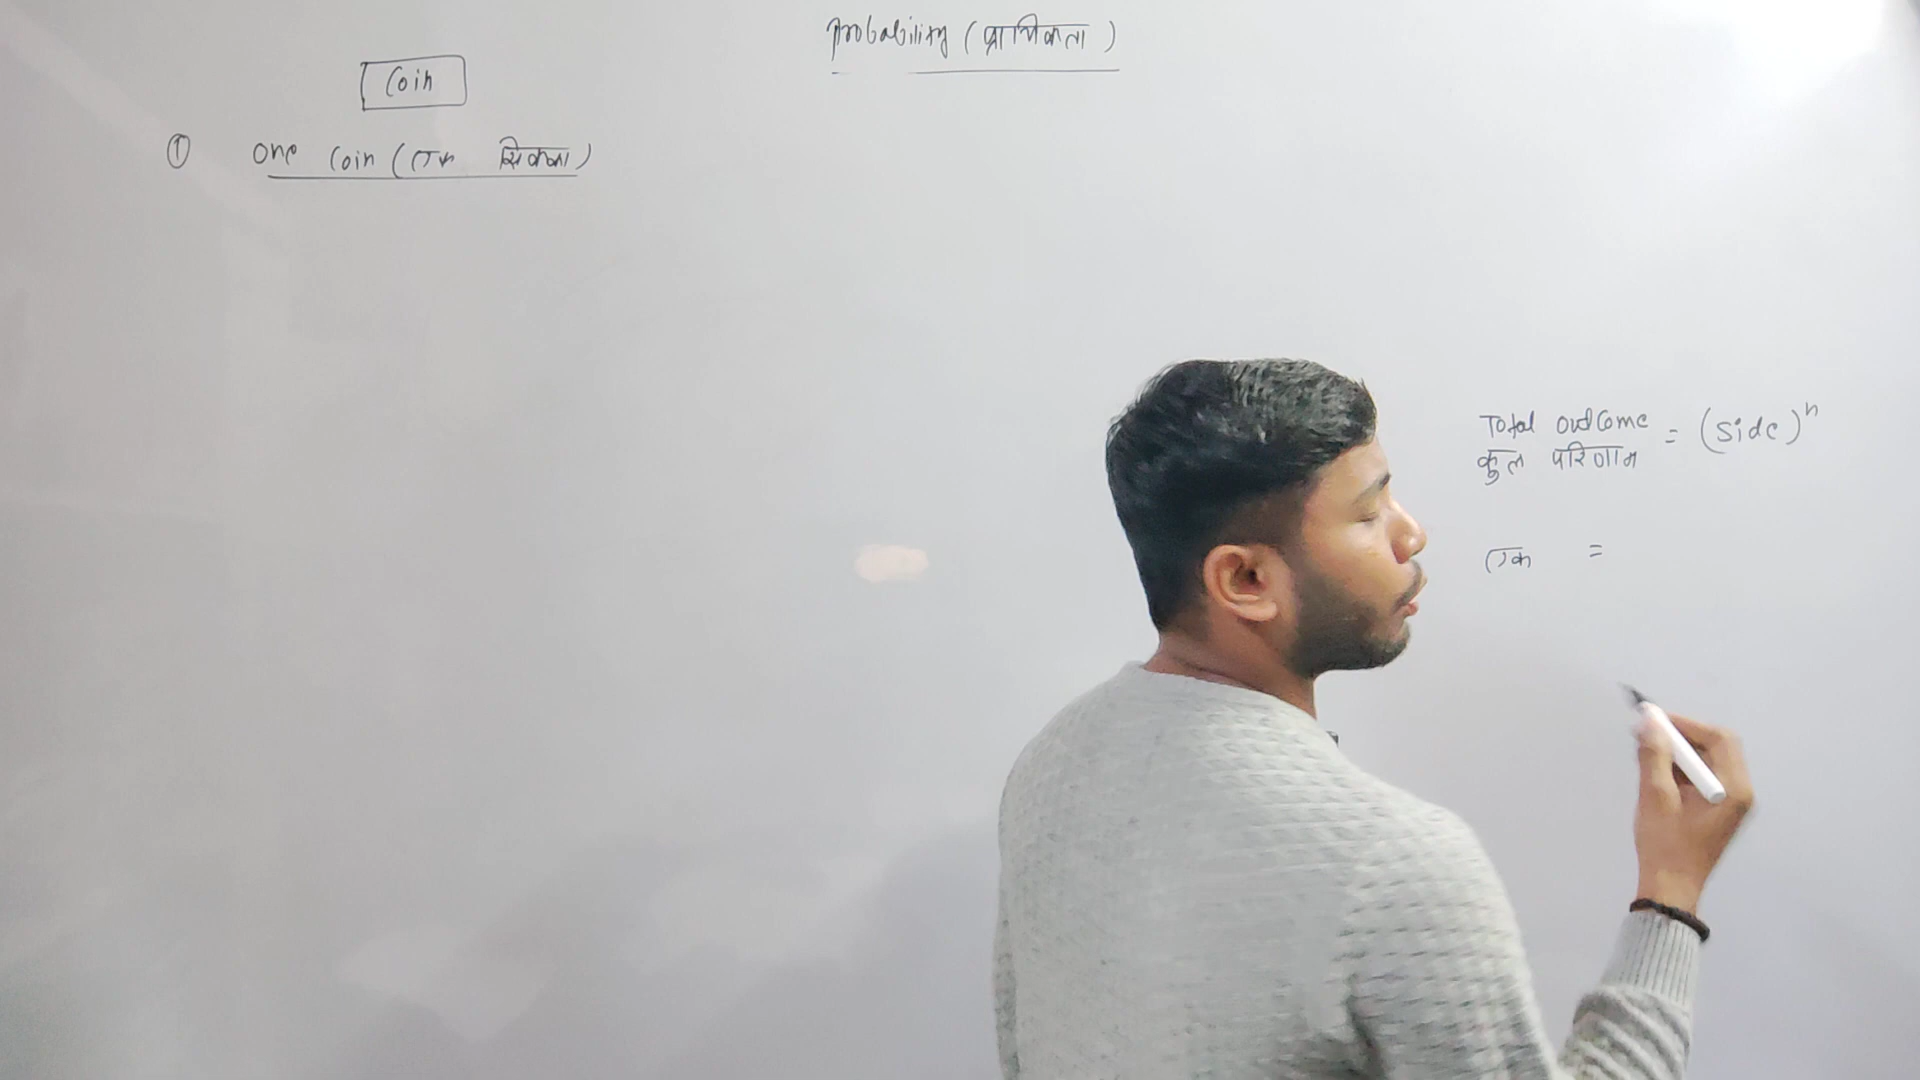 Probability (प्रायिकता)
Coin
① one Coin (एक सिक्का)
Total outcome
कुल परिणाम = (side)ⁿ
एक =